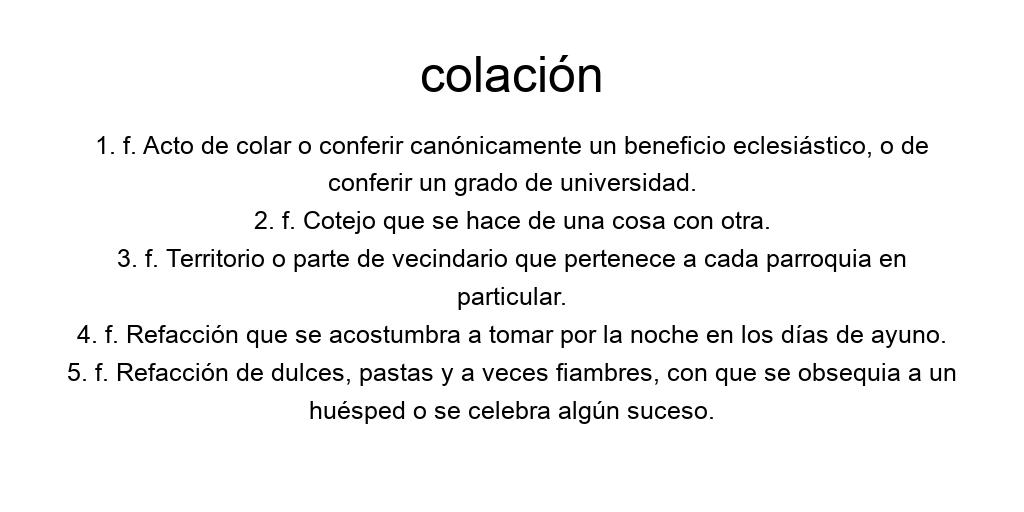 colación
1. f. Acto de colar o conferir canónicamente un beneficio eclesiástico, o de
conferir un grado de universidad.
2. f. Cotejo que se hace de una cosa con otra.
3. f. Territorio o parte de vecindario que pertenece a cada parroquia en
particular.
4. f. Refacción que se acostumbra a tomar por la noche en los días de ayuno.
5. f. Refacción de dulces, pastas y a veces fiambres, con que se obsequia a un
huésped o se celebra algún suceso.